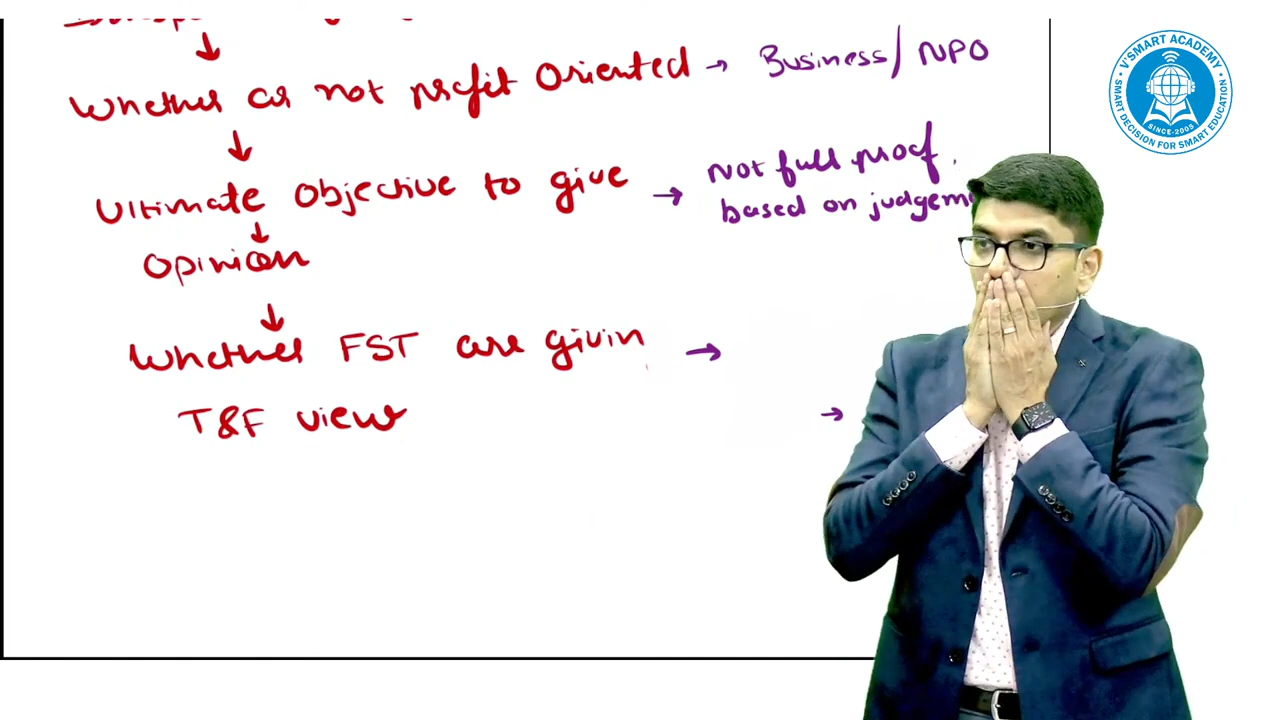 Whether or not profit Oriented → Business/ NPO
Ultimate Objective to give → Not full proof.
based on judgeme
Opinion
Whether FST are givin →
T&F view →
V'SMART ACADEMY
SMART DECISION FOR SMART EDUCATION
SINCE-2005